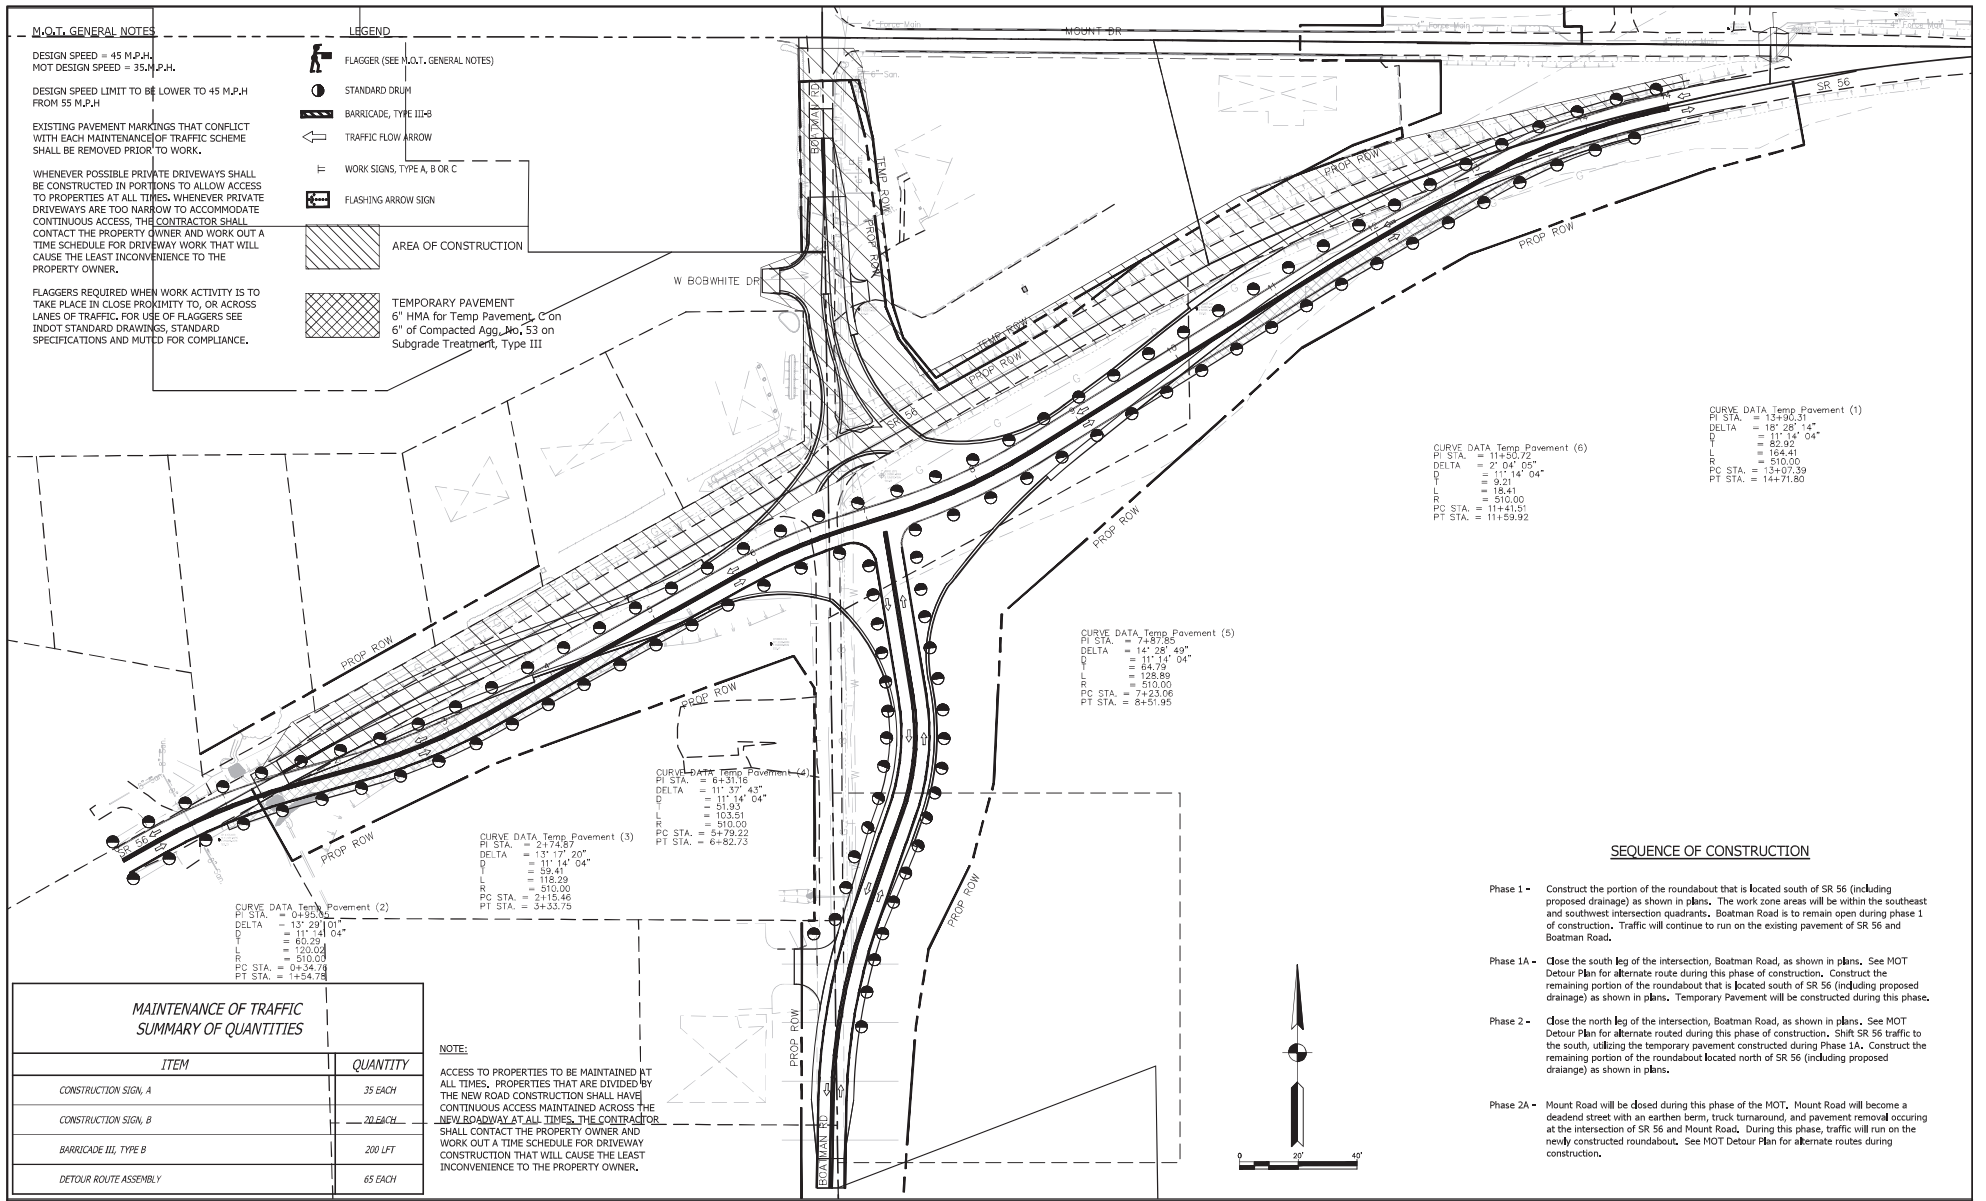 M.O.T. GENERAL NOTES
DESIGN SPEED = 45 M.P.H.
MOT DESIGN SPEED = 35 M.P.H.
DESIGN SPEED LIMIT TO BE LOWER TO 45 M.P.H
FROM 55 M.P.H
EXISTING PAVEMENT MARKINGS THAT CONFLICT
WITH EACH MAINTENANCE OF TRAFFIC SCHEME
SHALL BE REMOVED PRIOR TO WORK.
WHENEVER POSSIBLE PRIVATE DRIVEWAYS SHALL
BE CONSTRUCTED IN PORTIONS TO ALLOW ACCESS
TO PROPERTIES AT ALL TIMES. WHENEVER PRIVATE
DRIVEWAYS ARE TOO NARROW TO ACCOMMODATE
CONTINUOUS ACCESS, THE CONTRACTOR SHALL
CONTACT THE PROPERTY OWNER AND WORK OUT A
TIME SCHEDULE FOR DRIVEWAY WORK THAT WILL
CAUSE THE LEAST INCONVENIENCE TO THE
PROPERTY OWNER.
FLAGGERS REQUIRED WHEN WORK ACTIVITY IS TO
TAKE PLACE IN CLOSE PROXIMITY TO, OR ACROSS
LANES OF TRAFFIC. FOR USE OF FLAGGERS SEE
INDOT STANDARD DRAWINGS, STANDARD
SPECIFICATIONS AND MUTCD FOR COMPLIANCE.
LEGEND
FLAGGER (SEE M.O.T. GENERAL NOTES)
STANDARD DRUM
BARRICADE, TYPE III-B
TRAFFIC FLOW ARROW
WORK SIGNS, TYPE A, B OR C
FLASHING ARROW SIGN
AREA OF CONSTRUCTION
TEMPORARY PAVEMENT
6" HMA for Temp Pavement, C on
6" of Compacted Agg. No. 53 on
Subgrade Treatment, Type III
4" Force Main
MOUNT DR
4" Force Main
4" Force Main
4" Force Main
4" Force Main
6" San.
SR 56
BOATMAN RD
TEMP ROW
PROP ROW
PROP ROW
PROP ROW
W BOBWHITE DR
TEMP ROW
PROP ROW
SR 56
PROP ROW
PROP ROW
PROP ROW
PROP ROW
SR 56
PROP ROW
PROP ROW
BOATMAN RD
CURVE DATA Temp Pavement (1)
PI STA. = 13+90.31
DELTA = 18° 28' 14"
D = 11° 14' 04"
T = 82.92
L = 164.41
R = 510.00
PC STA. = 13+07.39
PT STA. = 14+71.80
CURVE DATA Temp Pavement (6)
PI STA. = 11+50.72
DELTA = 2° 04' 05"
D = 11° 14' 04"
T = 9.21
L = 18.41
R = 510.00
PC STA. = 11+41.51
PT STA. = 11+59.92
CURVE DATA Temp Pavement (5)
PI STA. = 7+87.85
DELTA = 14° 28' 49"
D = 11° 14' 04"
T = 64.79
L = 128.89
R = 510.00
PC STA. = 7+23.06
PT STA. = 8+51.95
CURVE DATA Temp Pavement (4)
PI STA. = 6+31.16
DELTA = 11° 37' 43"
D = 11° 14' 04"
T = 51.93
L = 103.51
R = 510.00
PC STA. = 5+79.22
PT STA. = 6+82.73
CURVE DATA Temp Pavement (3)
PI STA. = 2+74.87
DELTA = 13° 17' 20"
D = 11° 14' 04"
T = 59.41
L = 118.29
R = 510.00
PC STA. = 2+15.46
PT STA. = 3+33.75
CURVE DATA Temp Pavement (2)
PI STA. = 0+95.05
DELTA = 13° 29' 01"
D = 11° 14' 04"
T = 60.29
L = 120.02
R = 510.00
PC STA. = 0+34.76
PT STA. = 1+54.78
MAINTENANCE OF TRAFFIC
SUMMARY OF QUANTITIES
ITEM QUANTITY
CONSTRUCTION SIGN, A 35 EACH
CONSTRUCTION SIGN, B 20 EACH
BARRICADE III, TYPE B 200 LFT
DETOUR ROUTE ASSEMBLY 65 EACH
NOTE:
ACCESS TO PROPERTIES TO BE MAINTAINED AT
ALL TIMES. PROPERTIES THAT ARE DIVIDED BY
THE NEW ROAD CONSTRUCTION SHALL HAVE
CONTINUOUS ACCESS MAINTAINED ACROSS THE
NEW ROADWAY AT ALL TIMES. THE CONTRACTOR
SHALL CONTACT THE PROPERTY OWNER AND
WORK OUT A TIME SCHEDULE FOR DRIVEWAY
CONSTRUCTION THAT WILL CAUSE THE LEAST
INCONVENIENCE TO THE PROPERTY OWNER.
0 20' 40'
SEQUENCE OF CONSTRUCTION
Phase 1 - Construct the portion of the roundabout that is located south of SR 56 (including
proposed drainage) as shown in plans. The work zone areas will be within the southeast
and southwest intersection quadrants. Boatman Road is to remain open during phase 1
of construction. Traffic will continue to run on the existing pavement of SR 56 and
Boatman Road.
Phase 1A - Close the south leg of the intersection, Boatman Road, as shown in plans. See MOT
Detour Plan for alternate route during this phase of construction. Construct the
remaining portion of the roundabout that is located south of SR 56 (including proposed
drainage) as shown in plans. Temporary Pavement will be constructed during this phase.
Phase 2 - Close the north leg of the intersection, Boatman Road, as shown in plans. See MOT
Detour Plan for alternate routed during this phase of construction. Shift SR 56 traffic to
the south, utilizing the temporary pavement constructed during Phase 1A. Construct the
remaining portion of the roundabout located north of SR 56 (including proposed
draiange) as shown in plans.
Phase 2A - Mount Road will be closed during this phase of the MOT. Mount Road will become a
deadend street with an earthen berm, truck turnaround, and pavement removal occuring
at the intersection of SR 56 and Mount Road. During this phase, traffic will run on the
newly constructed roundabout. See MOT Detour Plan for alternate routes during
construction.